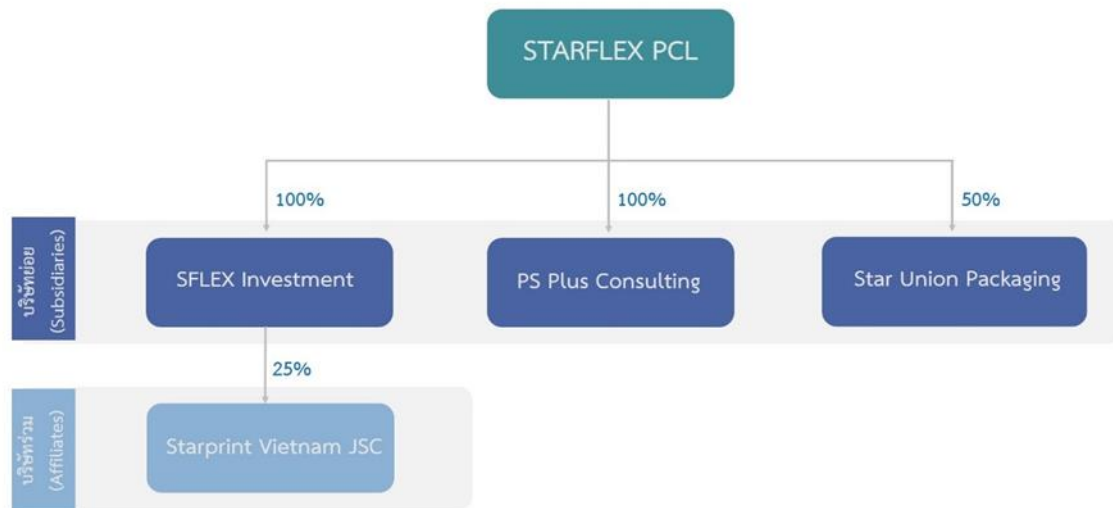 STARFLEX PCL
100%
100%
50%
บริษัทย่อย
(Subsidiaries)
SFLEX Investment
PS Plus Consulting
Star Union Packaging
25%
บริษัทร่วม
(Affiliates)
Starprint Vietnam JSC